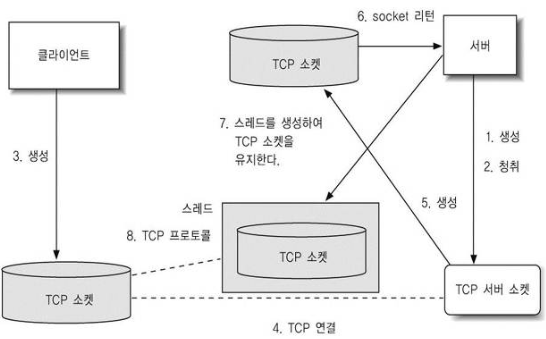 6. socket 리턴
클라이언트
서버
TCP 소켓
7. 스레드를 생성하여
TCP 소켓을
유지한다.
1. 생성
2. 청취
3. 생성
5. 생성
스레드
8. TCP 프로토콜
TCP 소켓
TCP 소켓
TCP 서버 소켓
4. TCP 연결